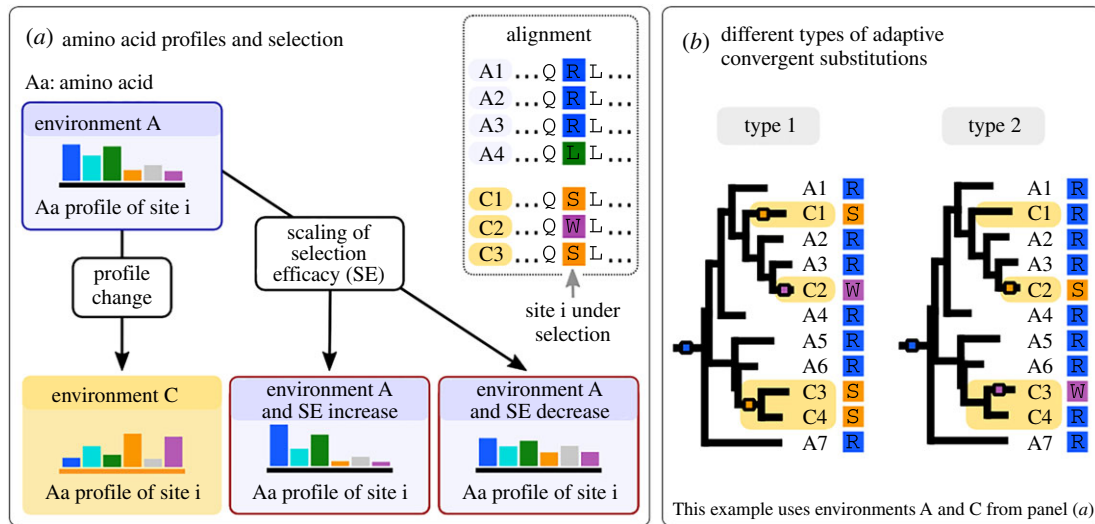 (a) amino acid profiles and selection
Aa: amino acid
environment A
Aa profile of site i
profile
change
scaling of
selection
efficacy (SE)
environment C
Aa profile of site i
environment A
and SE increase
Aa profile of site i
environment A
and SE decrease
Aa profile of site i
alignment
A1 ...Q R L...
A2 ...Q R L...
A3 ...Q R L...
A4 ...Q L L...
C1 ...Q S L...
C2 ...Q W L...
C3 ...Q S L...
site i under
selection
(b) different types of adaptive
convergent substitutions
type 1
A1 R
C1 S
A2 R
A3 R
C2 W
A4 R
A5 R
A6 R
C3 S
C4 S
A7 R
type 2
A1 R
C1 R
A2 R
A3 R
C2 S
A4 R
A5 R
A6 R
C3 W
C4 R
A7 R
This example uses environments A and C from panel (a)